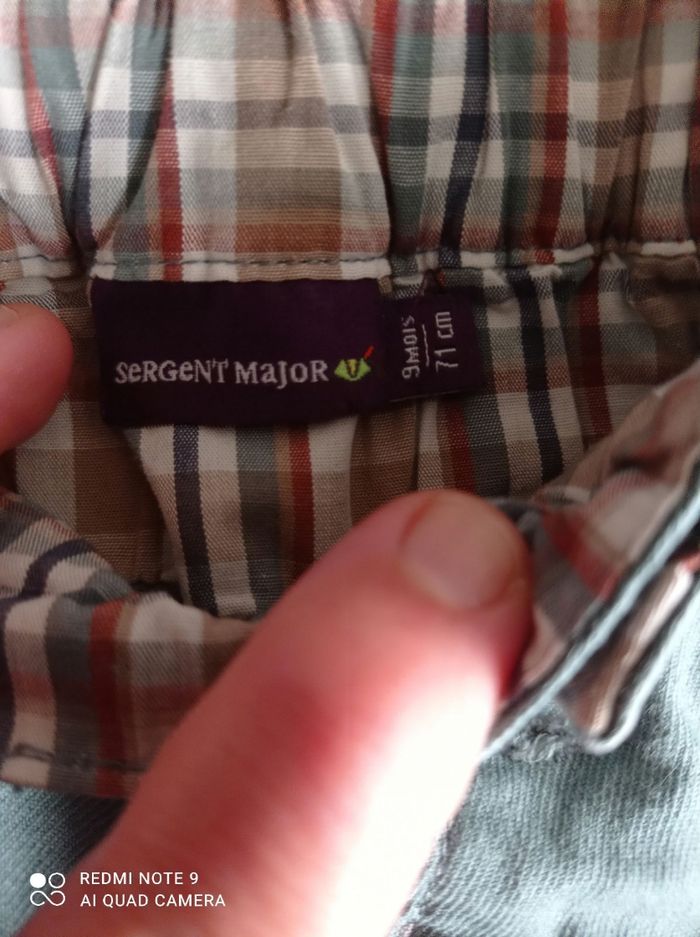 SeRGeNT MaJoR
9MOIS
71 cm
REDMI NOTE 9
AI QUAD CAMERA